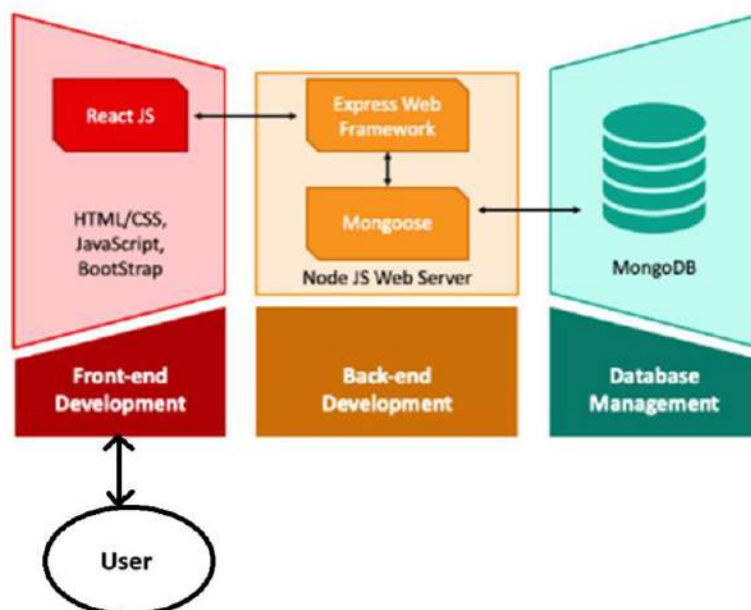 React JS
HTML/CSS,
JavaScript,
BootStrap
Express Web
Framework
Mongoose
Node JS Web Server
MongoDB
Front-end
Development
Back-end
Development
Database
Management
User